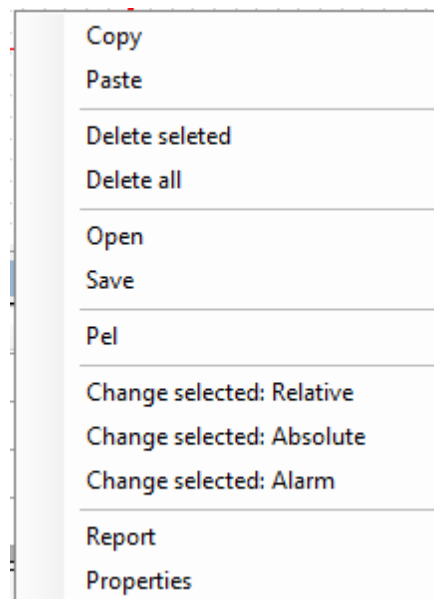 Copy
Paste
Delete seleted
Delete all
Open
Save
Pel
Change selected: Relative
Change selected: Absolute
Change selected: Alarm
Report
Properties